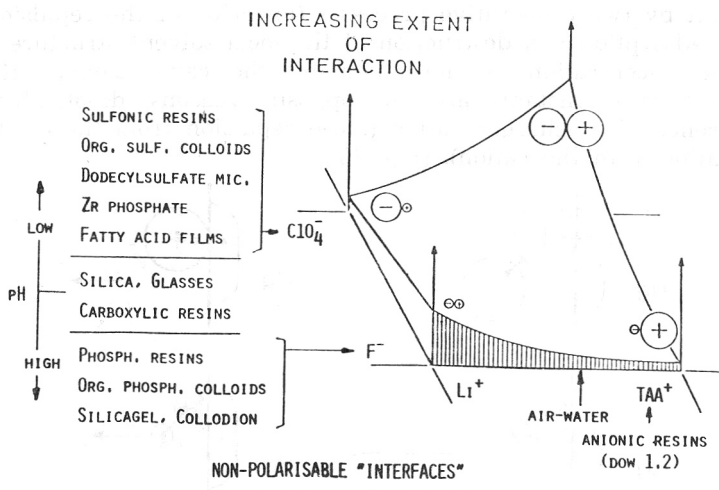 INCREASING EXTENT
OF
INTERACTION
SULFONIC RESINS
ORG. SULF. COLLOIDS
DODECYLSULFATE MIC.
ZR PHOSPHATE
FATTY ACID FILMS
ClO₄⁻
LOW
pH
SILICA, GLASSES
CARBOXYLIC RESINS
HIGH
PHOSPH. RESINS
ORG. PHOSPH. COLLOIDS
SILICAGEL, COLLODION
F⁻
− +
−
− +
− +
LI⁺
TAA⁺
AIR-WATER
ANIONIC RESINS
(DOW 1.2)
NON-POLARISABLE "INTERFACES"